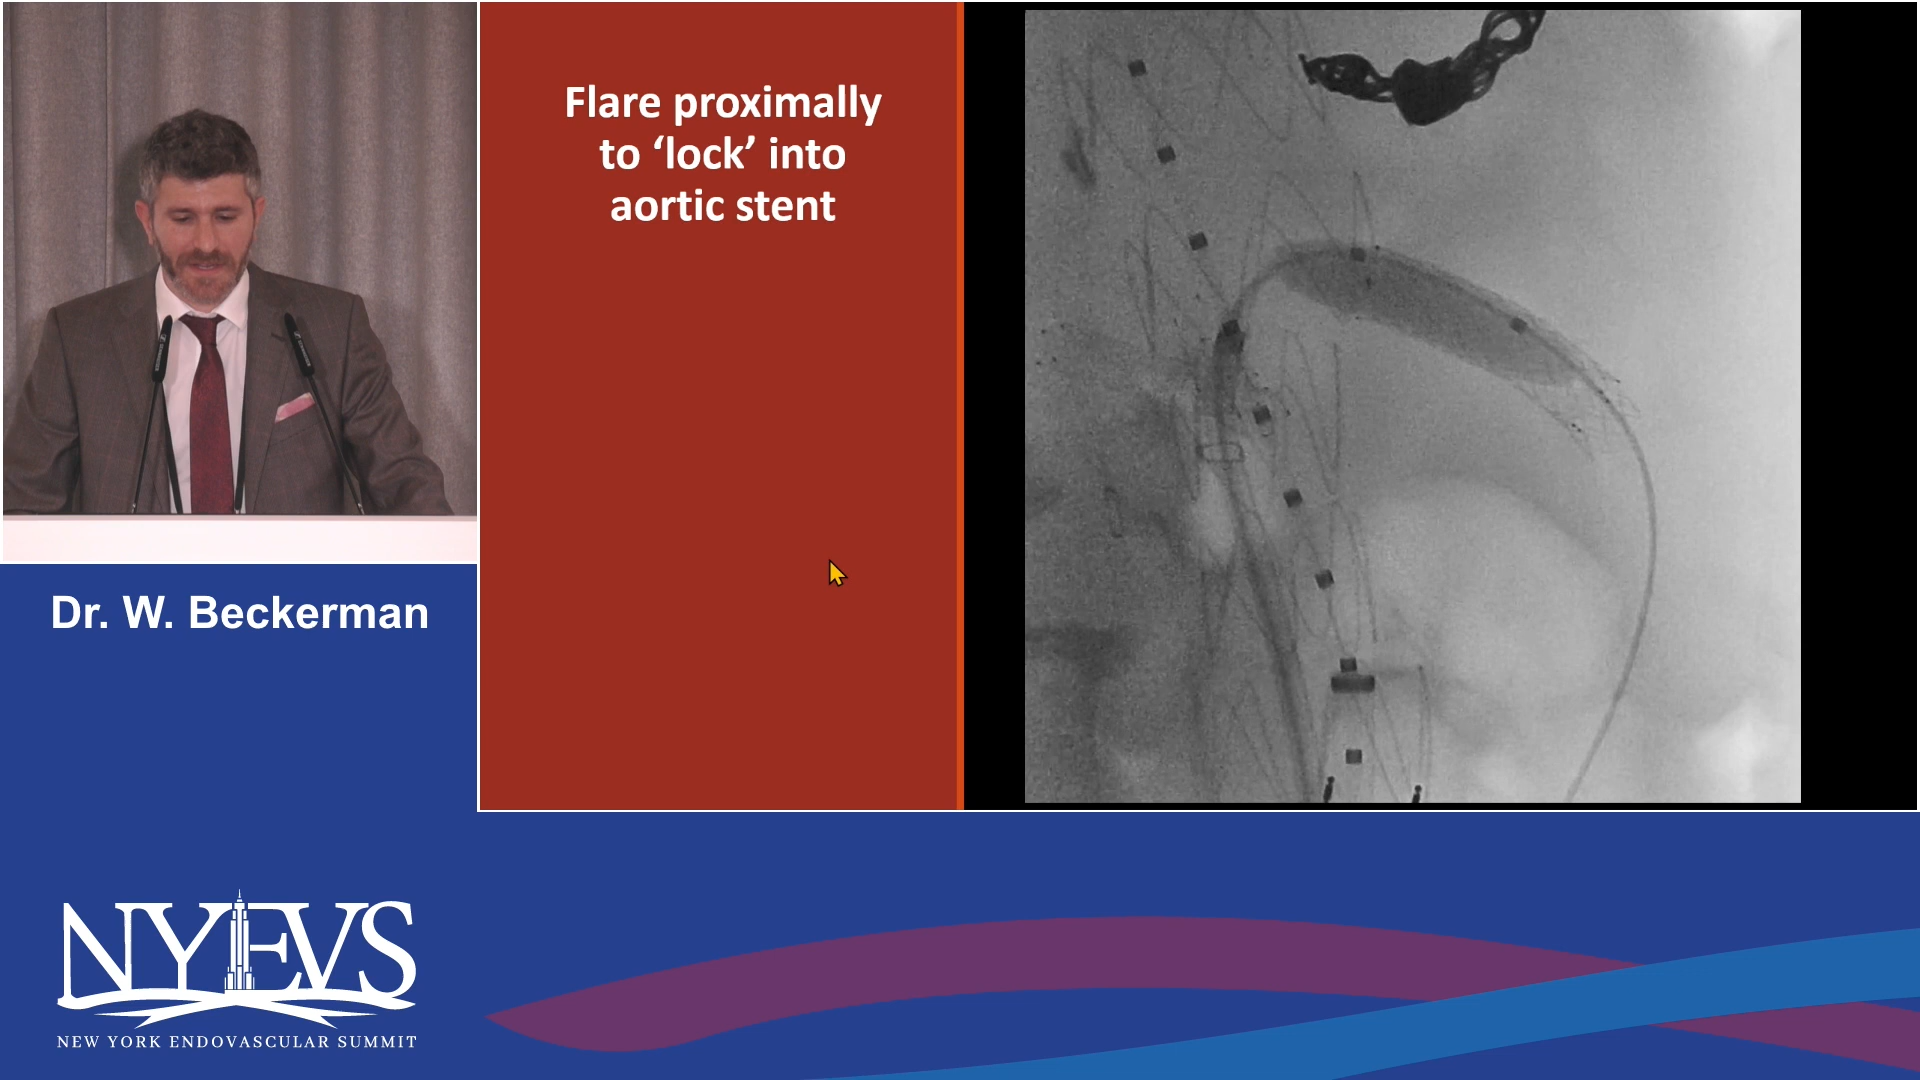 Flare proximally
to ‘lock’ into
aortic stent
Dr. W. Beckerman
NYEVS
NEW YORK ENDOVASCULAR SUMMIT